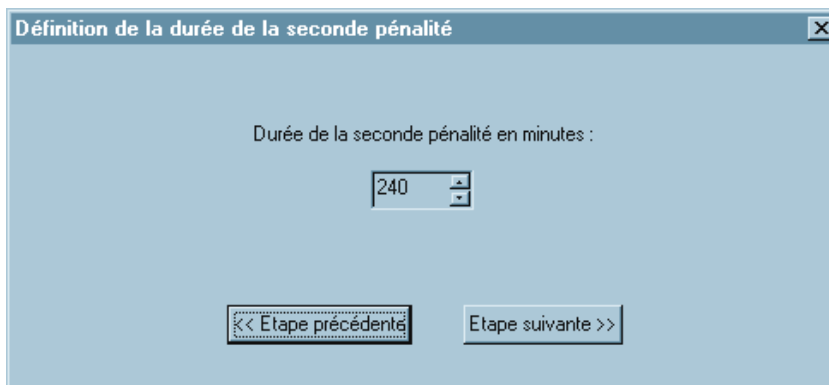 Définition de la durée de la seconde pénalité
Durée de la seconde pénalité en minutes :
240
<< Etape précédente
Etape suivante >>